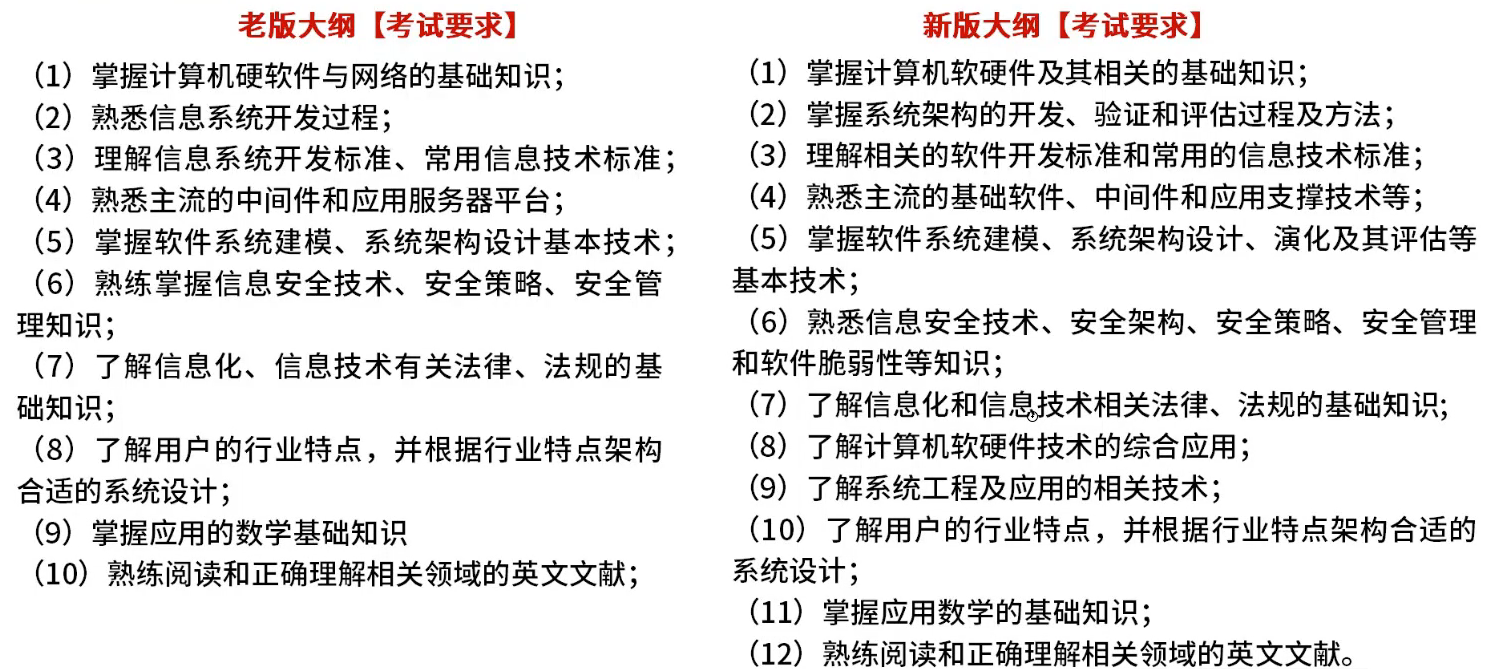 老版大纲【考试要求】
（1）掌握计算机硬软件与网络的基础知识；
（2）熟悉信息系统开发过程；
（3）理解信息系统开发标准、常用信息技术标准；
（4）熟悉主流的中间件和应用服务器平台；
（5）掌握软件系统建模、系统架构设计基本技术；
（6）熟练掌握信息安全技术、安全策略、安全管
理知识；
（7）了解信息化、信息技术有关法律、法规的基
础知识；
（8）了解用户的行业特点，并根据行业特点架构
合适的系统设计；
（9）掌握应用的数学基础知识
（10）熟练阅读和正确理解相关领域的英文文献；
新版大纲【考试要求】
（1）掌握计算机软硬件及其相关的基础知识；
（2）掌握系统架构的开发、验证和评估过程及方法；
（3）理解相关的软件开发标准和常用的信息技术标准；
（4）熟悉主流的基础软件、中间件和应用支撑技术等；
（5）掌握软件系统建模、系统架构设计、演化及其评估等
基本技术；
（6）熟悉信息安全技术、安全架构、安全策略、安全管理
和软件脆弱性等知识；
（7）了解信息化和信息技术相关法律、法规的基础知识;
（8）了解计算机软硬件技术的综合应用；
（9）了解系统工程及应用的相关技术；
（10）了解用户的行业特点，并根据行业特点架构合适的
系统设计；
（11）掌握应用数学的基础知识；
（12）熟练阅读和正确理解相关领域的英文文献。